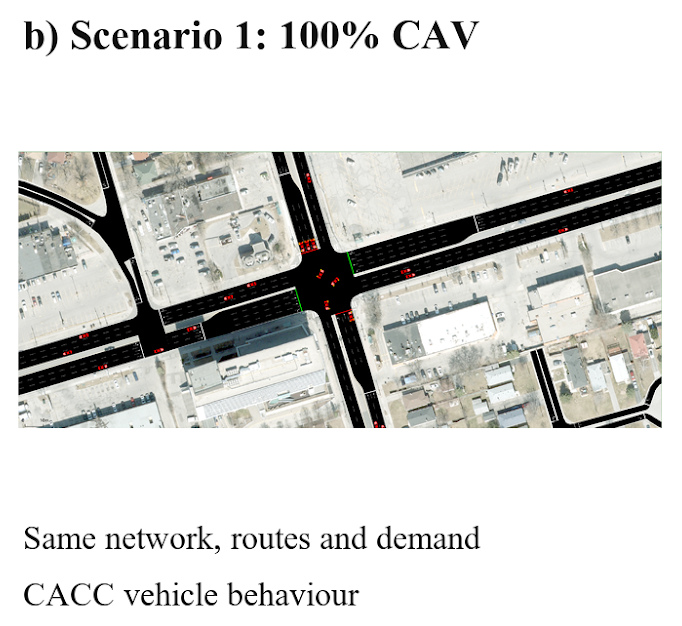 b) Scenario 1: 100% CAV
Same network, routes and demand
CACC vehicle behaviour